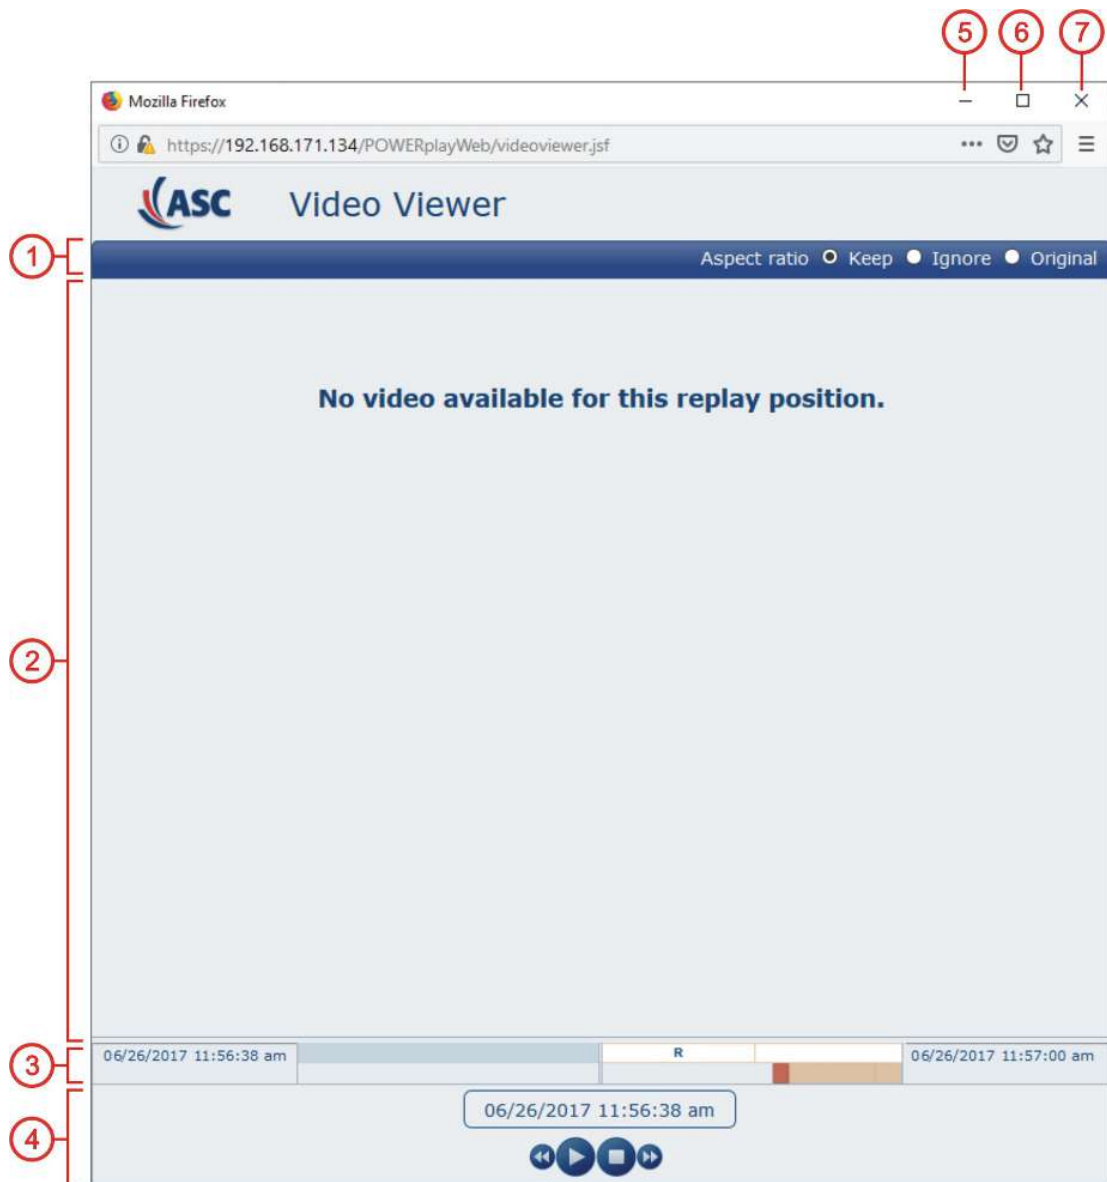 5 6 7
Mozilla Firefox
https://192.168.171.134/POWERplayWeb/videoviewer.jsf
ASC Video Viewer
1
Aspect ratio Keep Ignore Original
No video available for this replay position.
2
3
06/26/2017 11:56:38 am R 06/26/2017 11:57:00 am
4
06/26/2017 11:56:38 am